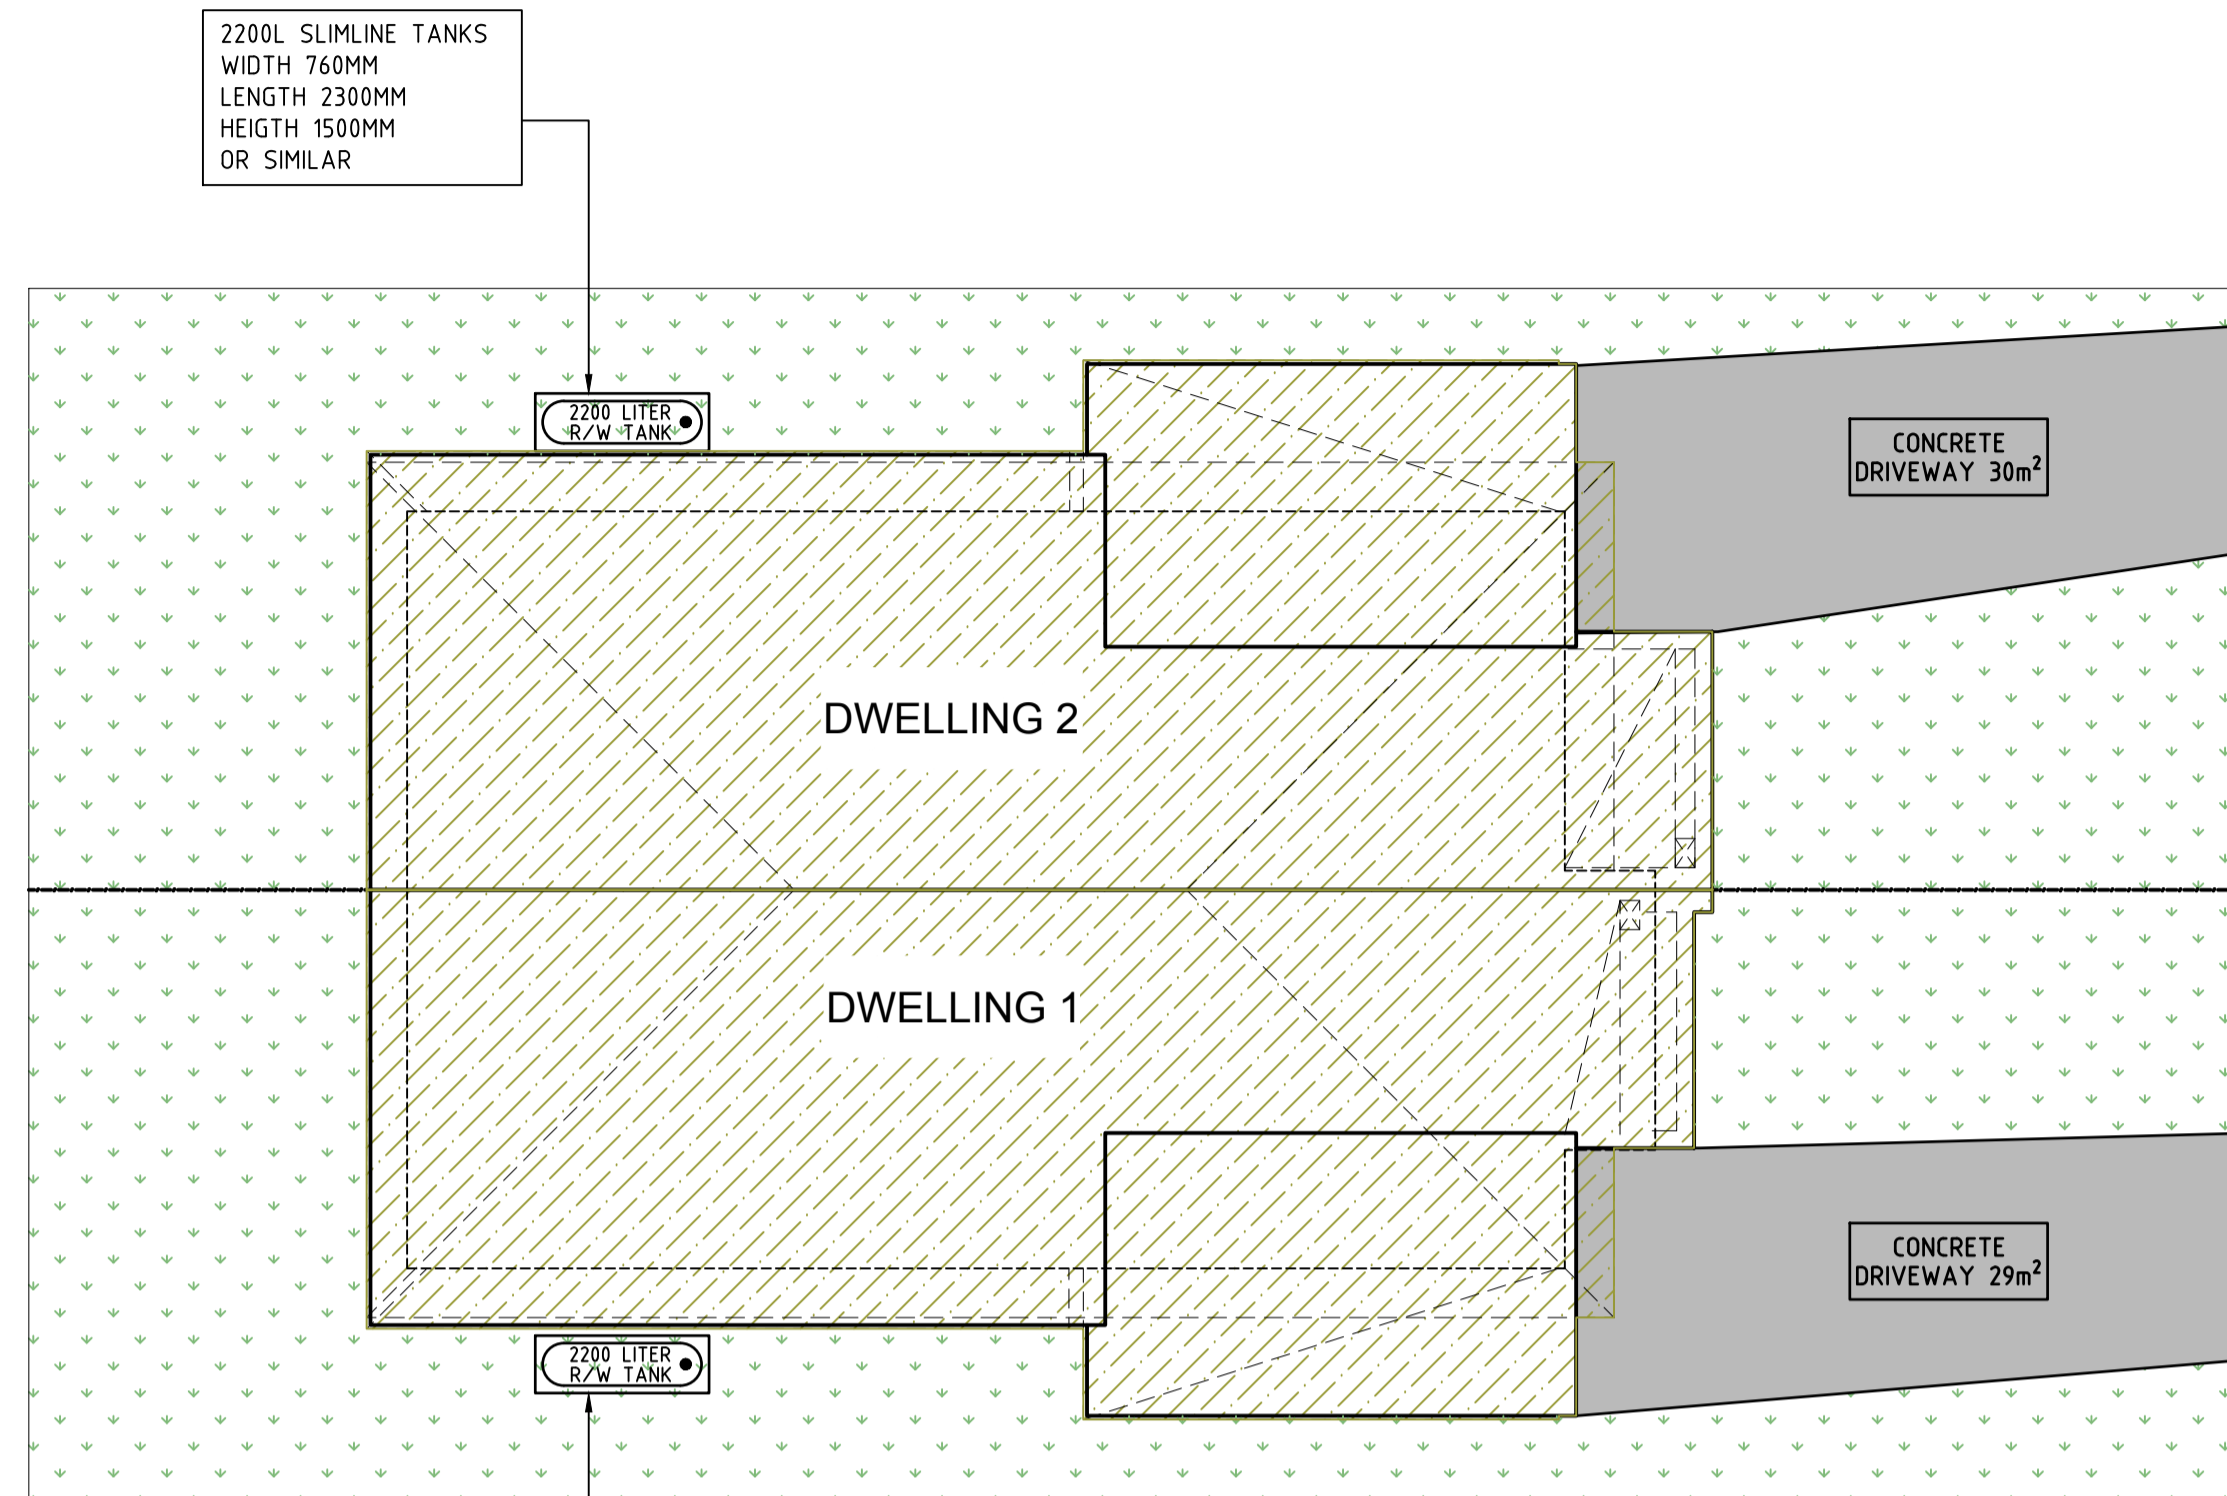 2200L SLIMLINE TANKS
WIDTH 760MM
LENGTH 2300MM
HEIGTH 1500MM
OR SIMILAR
2200 LITER
R/W TANK
CONCRETE
DRIVEWAY 30m²
DWELLING 2
DWELLING 1
CONCRETE
DRIVEWAY 29m²
2200 LITER
R/W TANK